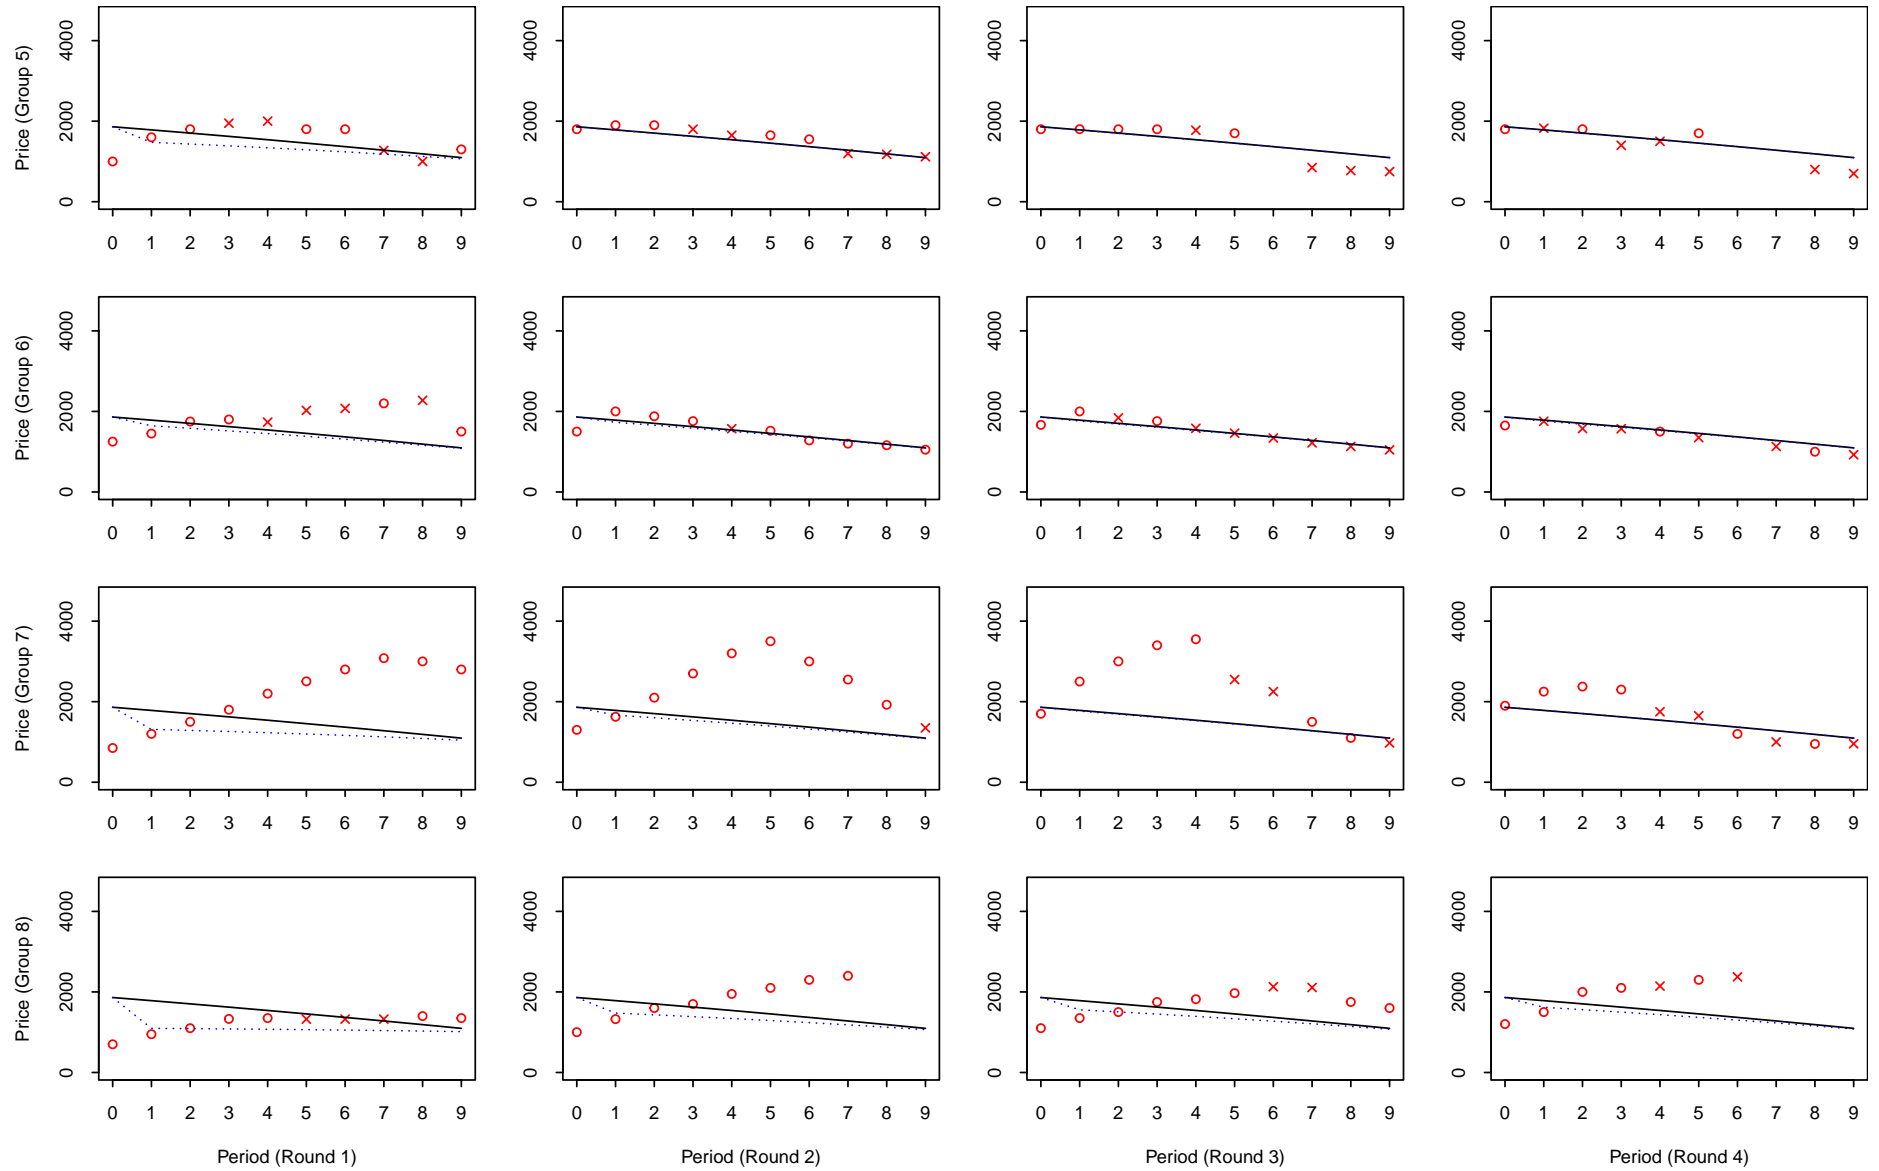 Price (Group 5)
4000 4000 4000 4000
2000 2000 2000 2000
0 0 0 0
0 1 2 3 4 5 6 7 8 9 0 1 2 3 4 5 6 7 8 9 0 1 2 3 4 5 6 7 8 9 0 1 2 3 4 5 6 7 8 9
Price (Group 6)
4000 4000 4000 4000
2000 2000 2000 2000
0 0 0 0
0 1 2 3 4 5 6 7 8 9 0 1 2 3 4 5 6 7 8 9 0 1 2 3 4 5 6 7 8 9 0 1 2 3 4 5 6 7 8 9
Price (Group 7)
4000 4000 4000 4000
2000 2000 2000 2000
0 0 0 0
0 1 2 3 4 5 6 7 8 9 0 1 2 3 4 5 6 7 8 9 0 1 2 3 4 5 6 7 8 9 0 1 2 3 4 5 6 7 8 9
Price (Group 8)
4000 4000 4000 4000
2000 2000 2000 2000
0 0 0 0
0 1 2 3 4 5 6 7 8 9 0 1 2 3 4 5 6 7 8 9 0 1 2 3 4 5 6 7 8 9 0 1 2 3 4 5 6 7 8 9
Period (Round 1) Period (Round 2) Period (Round 3) Period (Round 4)